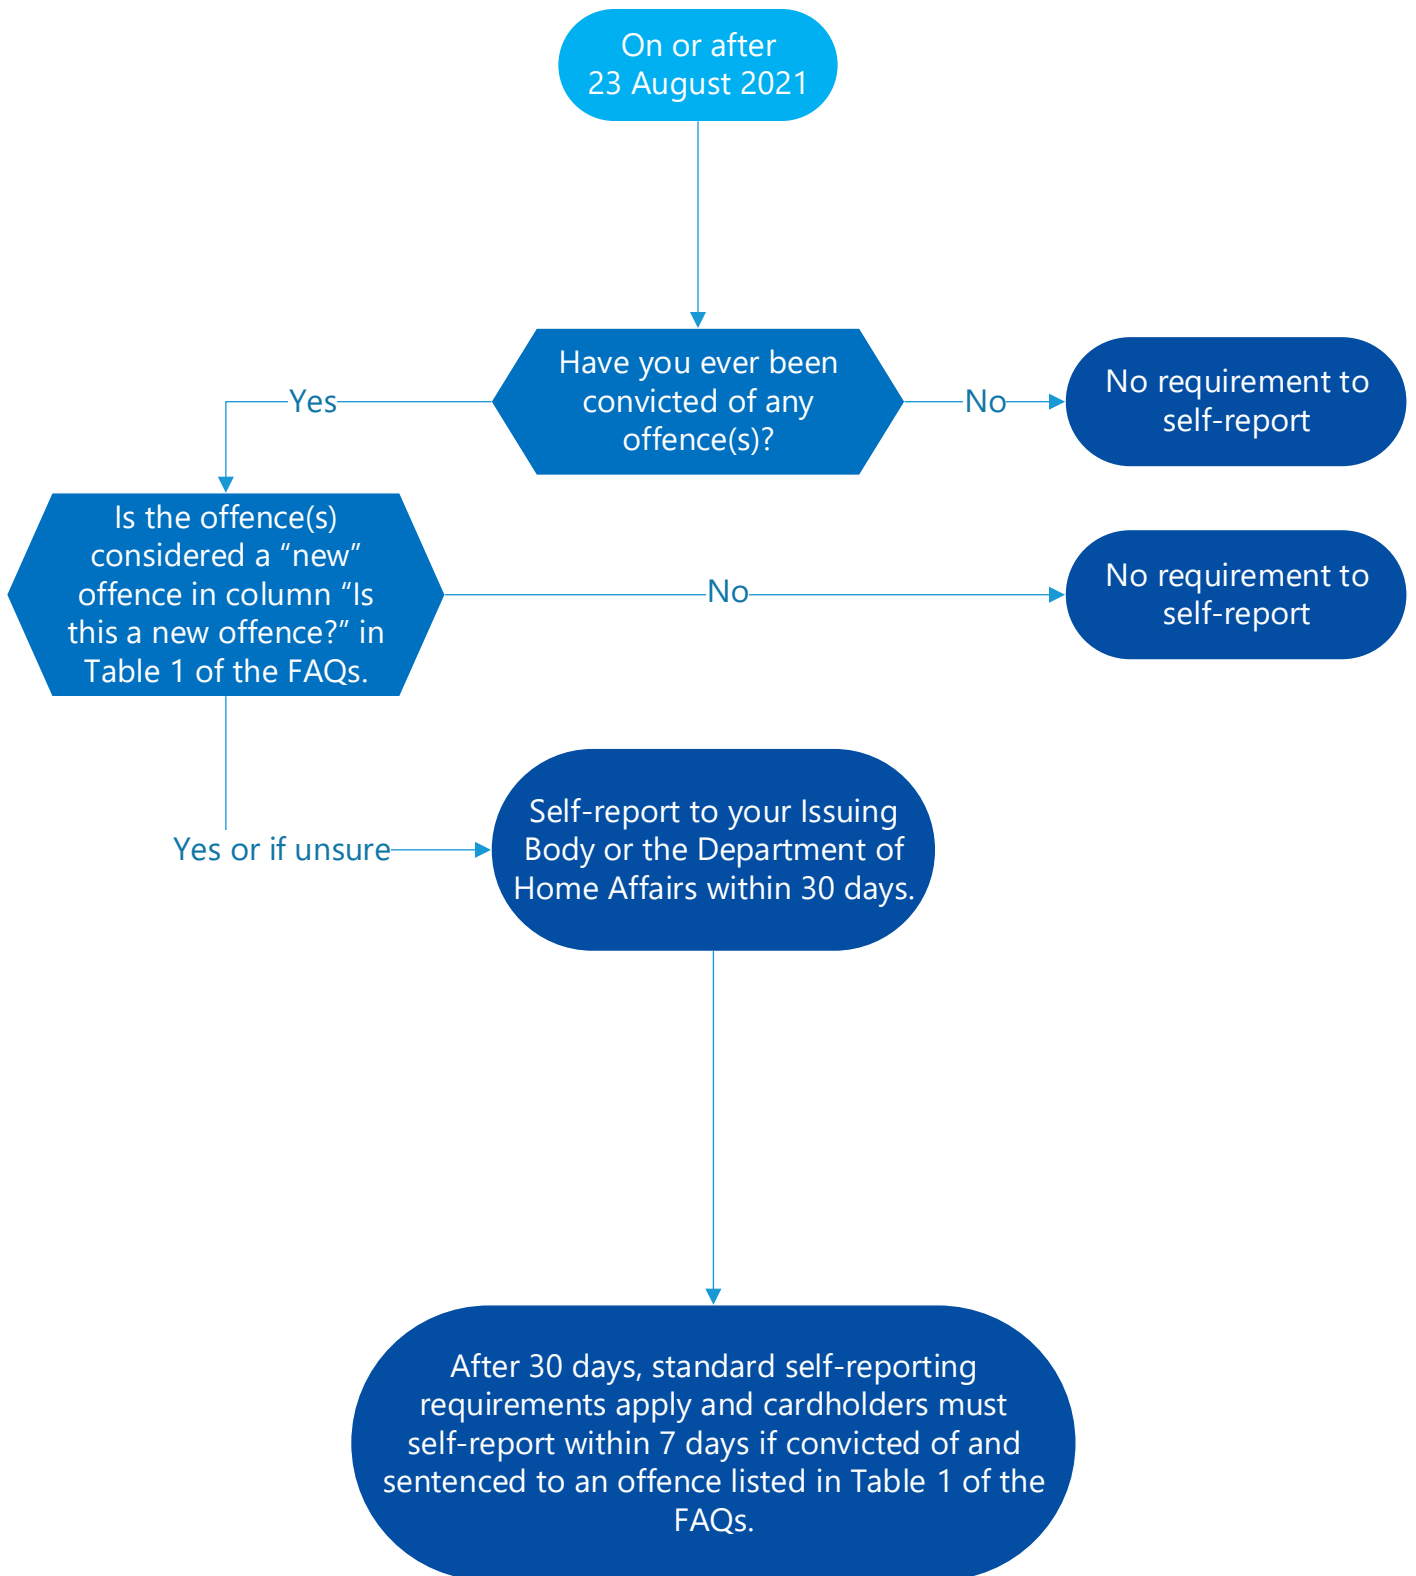 On or after
23 August 2021
Have you ever been
convicted of any
offence(s)?
Yes
No
No requirement to
self-report
Is the offence(s)
considered a “new”
offence in column “Is
this a new offence?” in
Table 1 of the FAQs.
No
No requirement to
self-report
Yes or if unsure
Self-report to your Issuing
Body or the Department of
Home Affairs within 30 days.
After 30 days, standard self-reporting
requirements apply and cardholders must
self-report within 7 days if convicted of and
sentenced to an offence listed in Table 1 of the
FAQs.